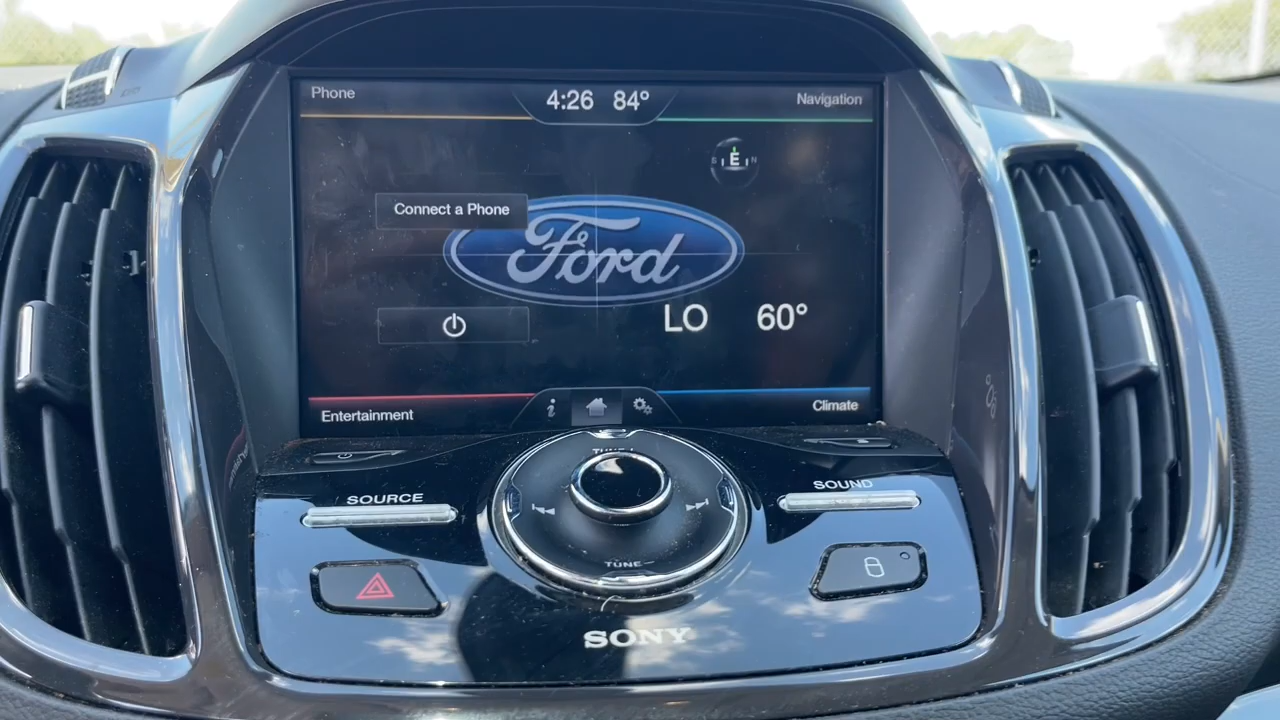 Phone
4:26 84°
Navigation
S E N
Connect a Phone
Ford
LO 60°
Entertainment
i
Climate
SOURCE
SOUND
TUNE
SONY